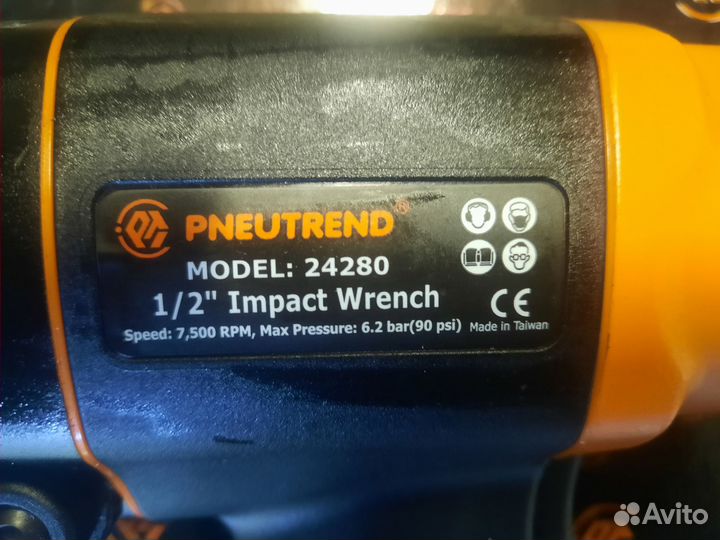 PNEUTREND®
MODEL: 24280
1/2" Impact Wrench
CE
Speed: 7,500 RPM, Max Pressure: 6.2 bar(90 psi)
Made in Taiwan
Avito